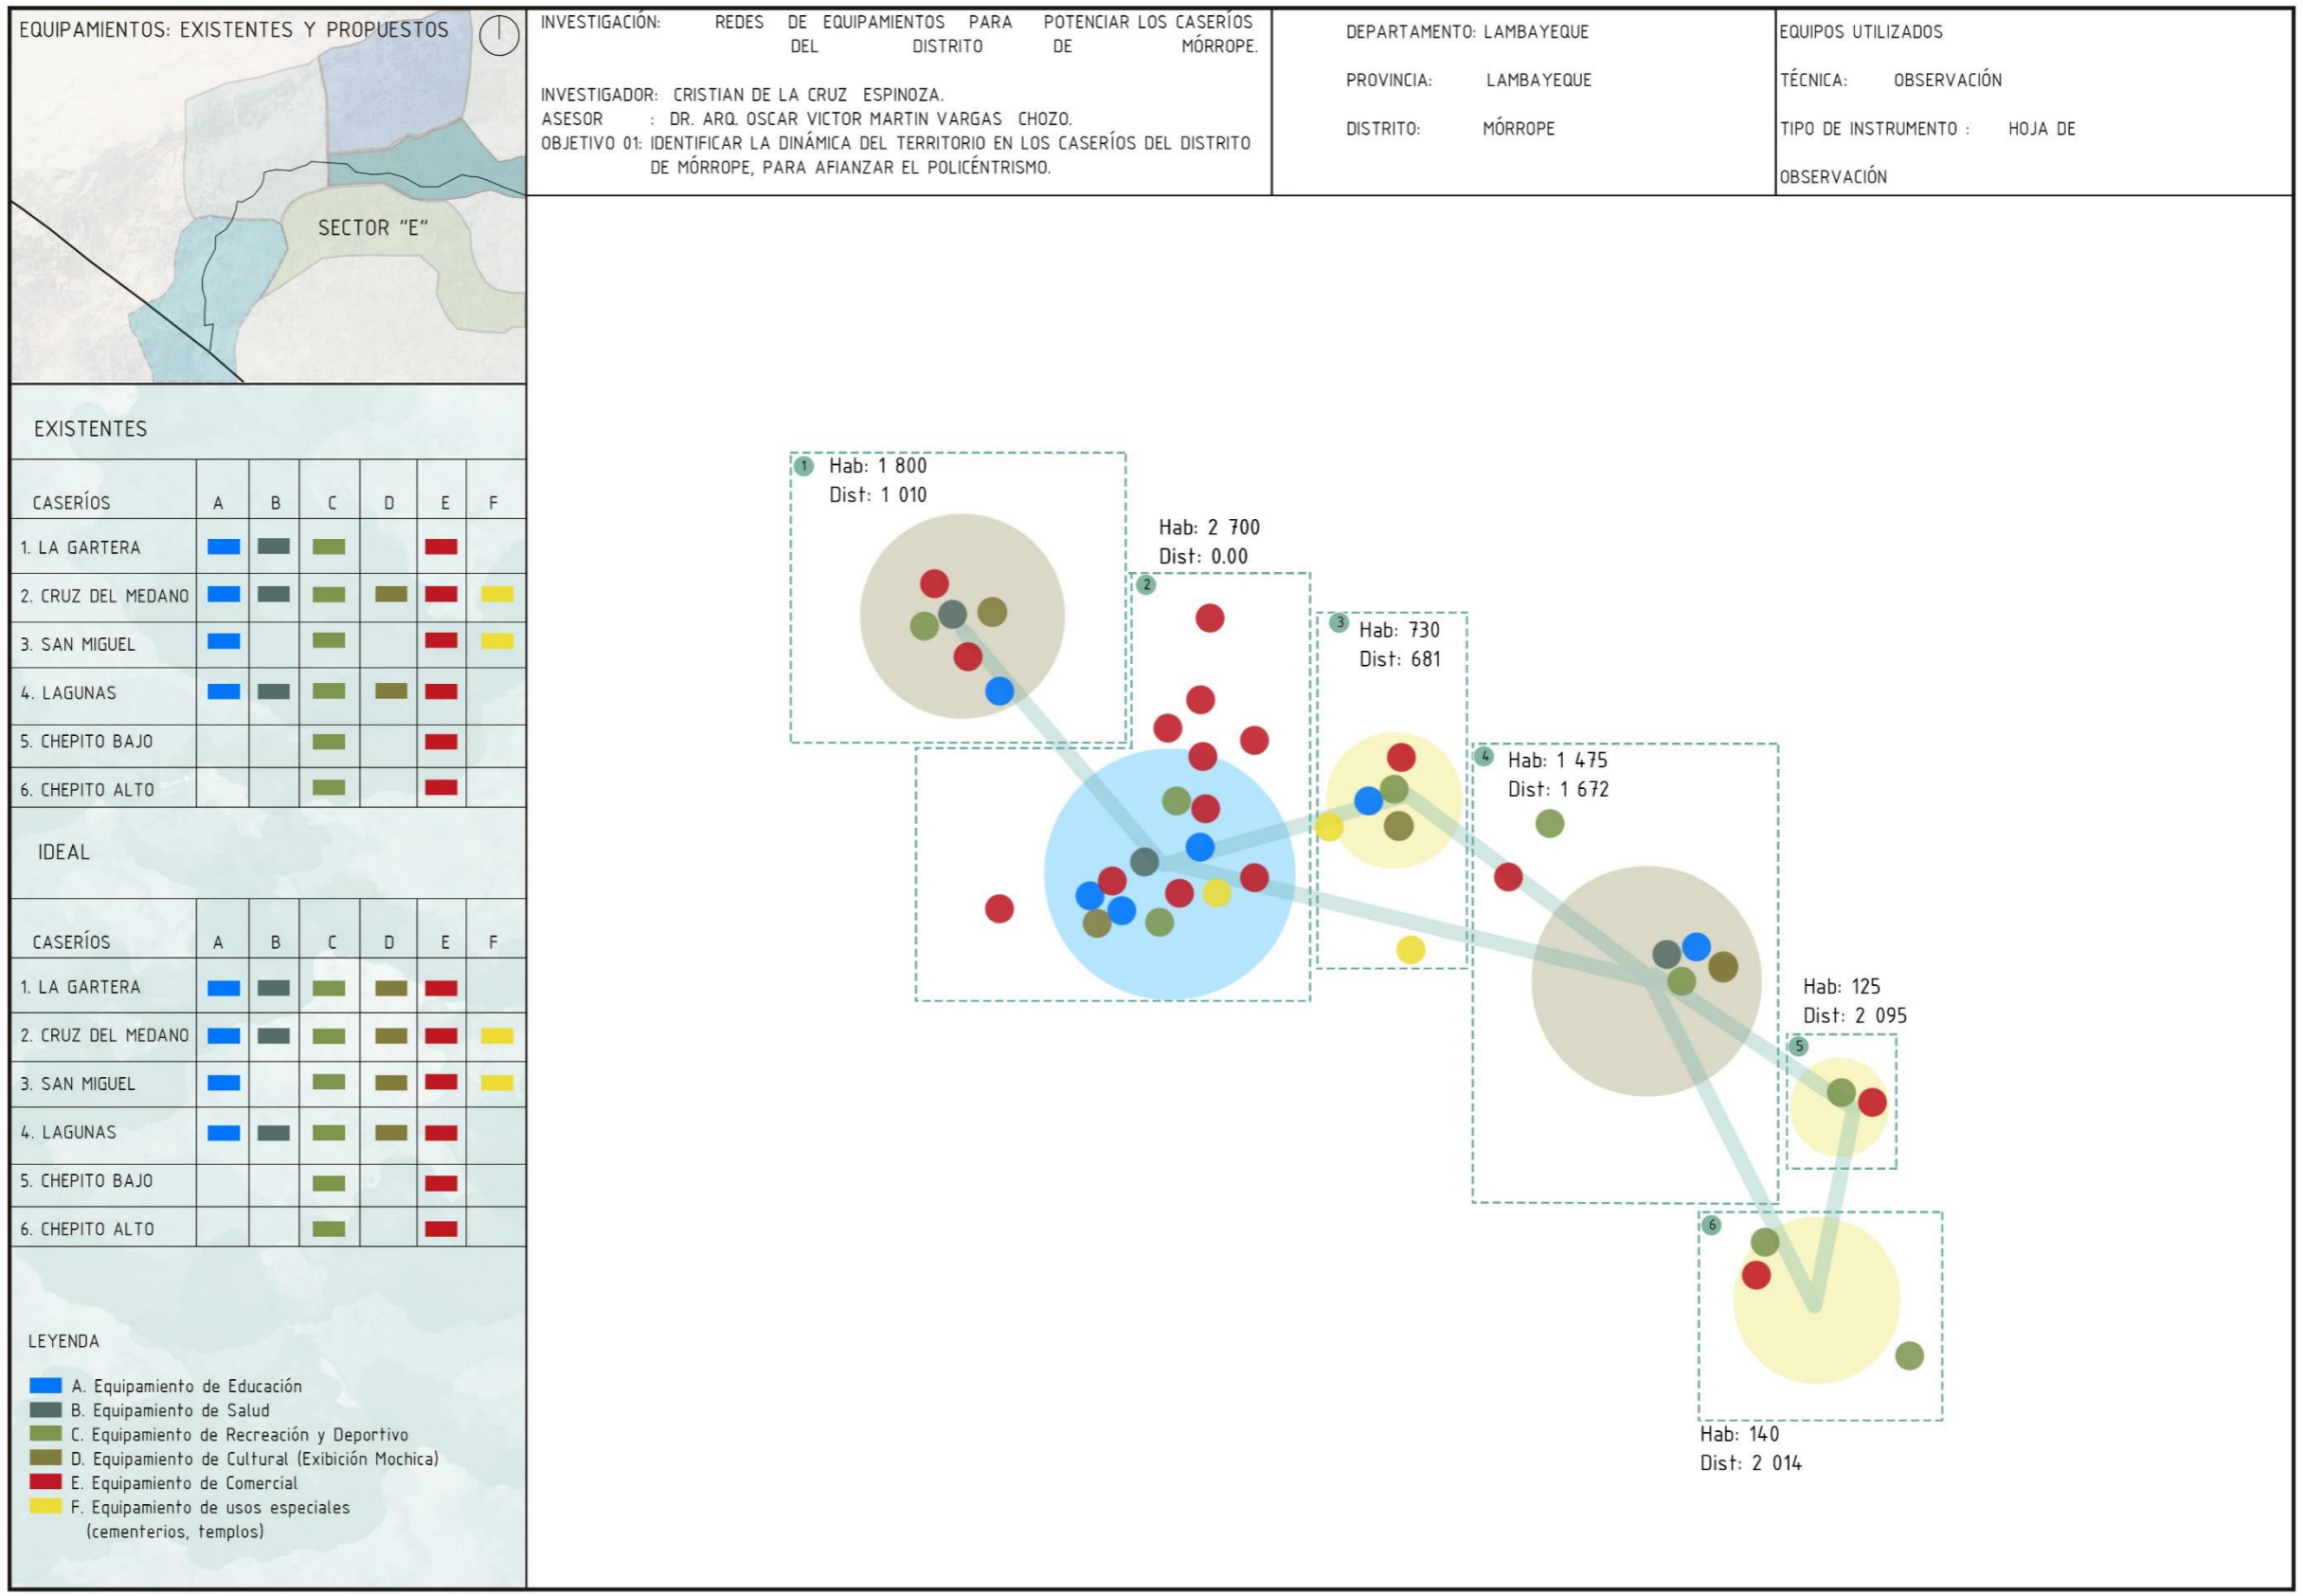 EQUIPAMIENTOS: EXISTENTES Y PROPUESTOS
SECTOR "E"
INVESTIGACIÓN: REDES DE EQUIPAMIENTOS PARA POTENCIAR LOS CASERÍOS
DEL DISTRITO DE MÓRROPE.
INVESTIGADOR: CRISTIAN DE LA CRUZ ESPINOZA.
ASESOR : DR. ARQ. OSCAR VICTOR MARTIN VARGAS CHOZO.
OBJETIVO 01: IDENTIFICAR LA DINÁMICA DEL TERRITORIO EN LOS CASERÍOS DEL DISTRITO
DE MÓRROPE, PARA AFIANZAR EL POLICÉNTRISMO.
DEPARTAMENTO: LAMBAYEQUE
PROVINCIA: LAMBAYEQUE
DISTRITO: MÓRROPE
EQUIPOS UTILIZADOS
TÉCNICA: OBSERVACIÓN
TIPO DE INSTRUMENTO : HOJA DE
OBSERVACIÓN
EXISTENTES
CASERÍOS A B C D E F
1. LA GARTERA
2. CRUZ DEL MEDANO
3. SAN MIGUEL
4. LAGUNAS
5. CHEPITO BAJO
6. CHEPITO ALTO
IDEAL
CASERÍOS A B C D E F
1. LA GARTERA
2. CRUZ DEL MEDANO
3. SAN MIGUEL
4. LAGUNAS
5. CHEPITO BAJO
6. CHEPITO ALTO
LEYENDA
A. Equipamiento de Educación
B. Equipamiento de Salud
C. Equipamiento de Recreación y Deportivo
D. Equipamiento de Cultural (Exibición Mochica)
E. Equipamiento de Comercial
F. Equipamiento de usos especiales
(cementerios, templos)
1 Hab: 1 800
Dist: 1 010
Hab: 2 700
Dist: 0.00
2
3 Hab: 730
Dist: 681
4 Hab: 1 475
Dist: 1 672
Hab: 125
Dist: 2 095
5
6
Hab: 140
Dist: 2 014